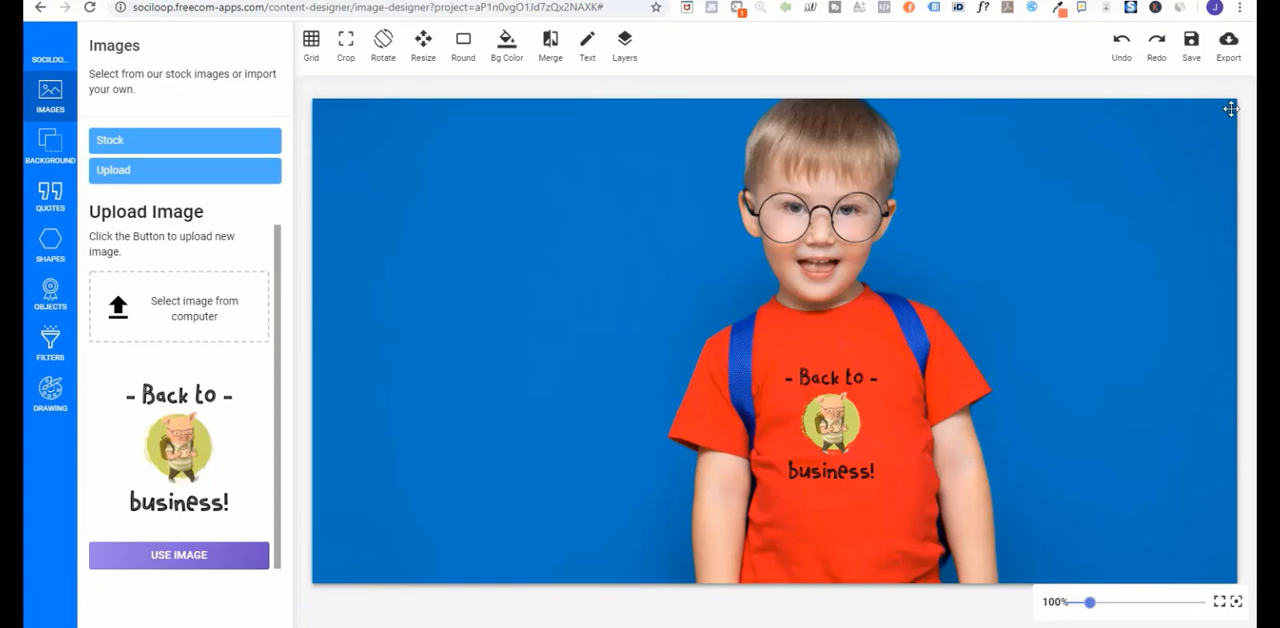 sociloop.freecom-apps.com/content-designer/image-designer?project=aP1n0vgO1Jd7zQx2NAXK#
SOCILOO...
IMAGES
BACKGROUND
QUOTES
SHAPES
OBJECTS
FILTERS
DRAWING
Images
Select from our stock images or import
your own.
Stock
Upload
Upload Image
Click the Button to upload new
image.
Select image from
computer
- Back to -
business!
USE IMAGE
Grid
Crop
Rotate
Resize
Round
Bg Color
Merge
Text
Layers
Undo
Redo
Save
Export
- Back to -
business!
100%